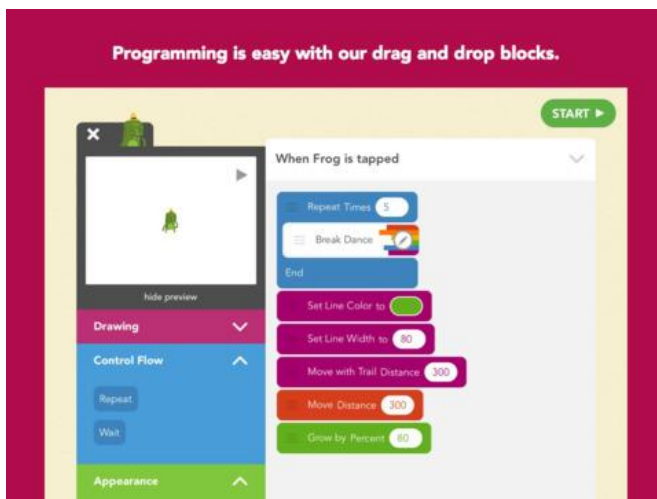 Programming is easy with our drag and drop blocks.
START
When Frog is tapped
Repeat Times 5
Break Dance
End
Set Line Color to
Set Line Width to 80
Move with Trail Distance 300
Move Distance 300
Grow by Percent 80
hide preview
Drawing
Control Flow
Repeat
Wait
Appearance